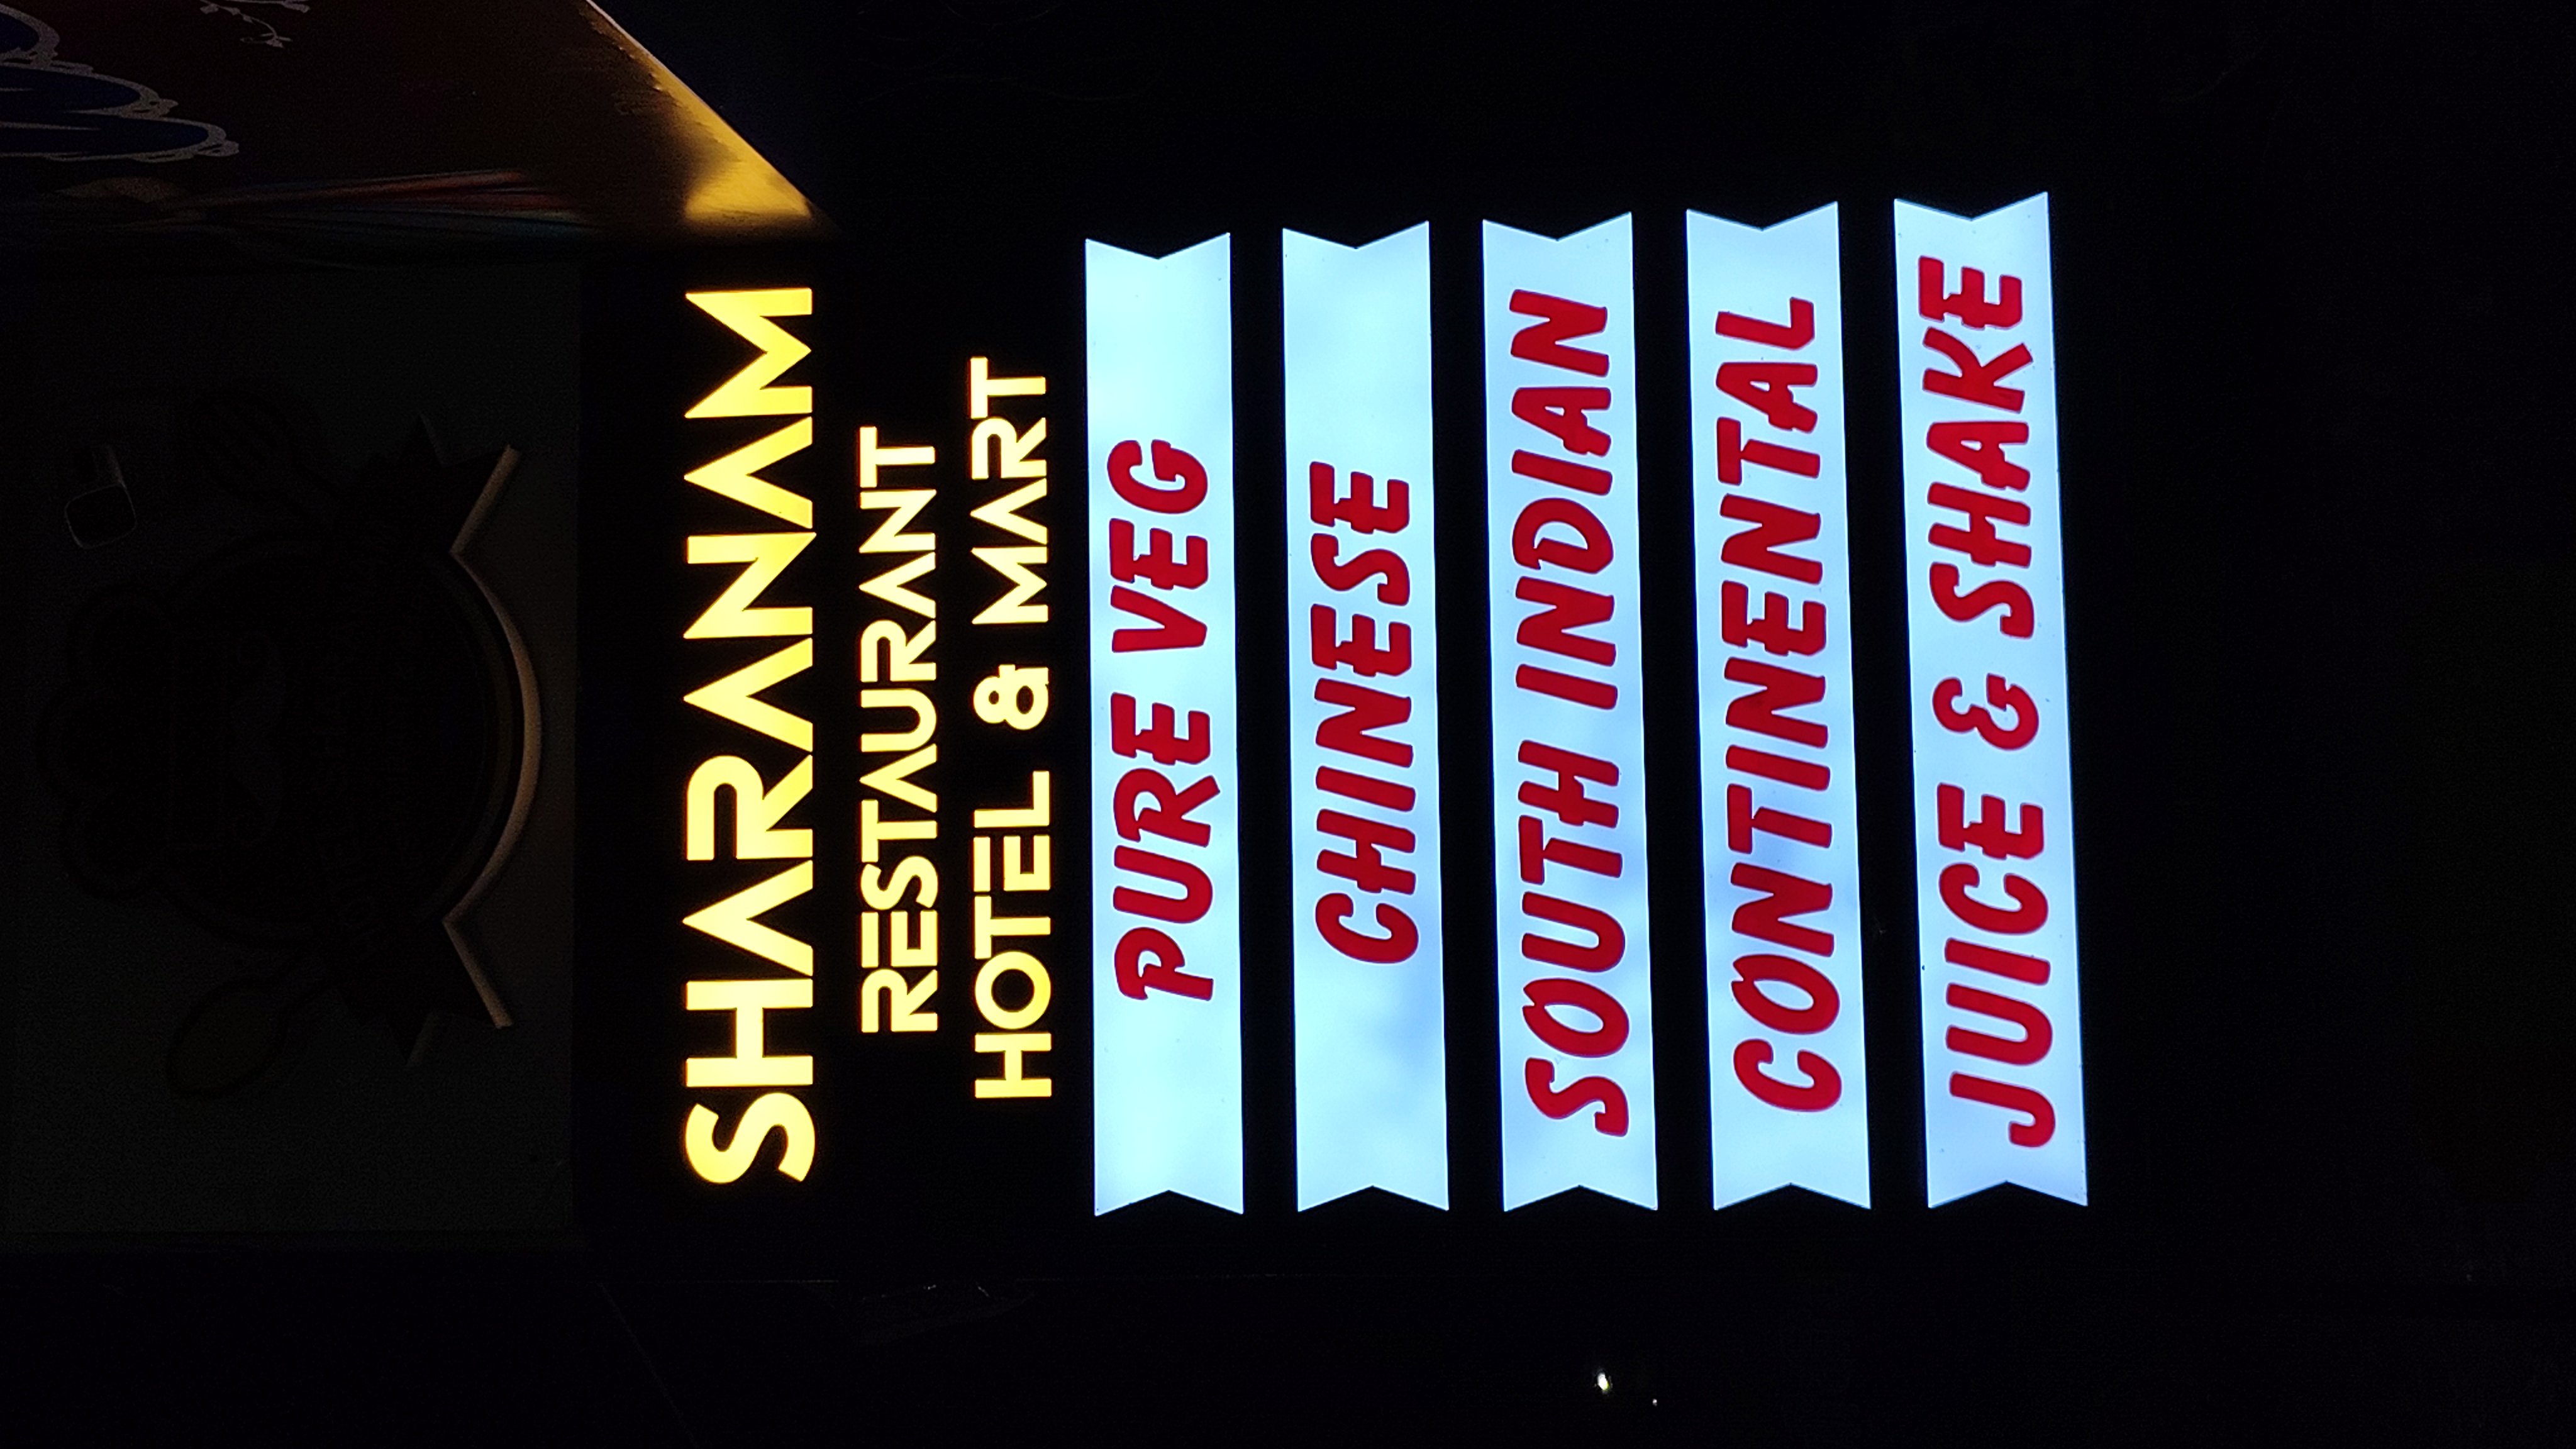 SHARANAM
RESTAURANT
HOTEL & MART
PURE VEG
CHINESE
SOUTH INDIAN
CONTINENTAL
JUICE & SHAKE